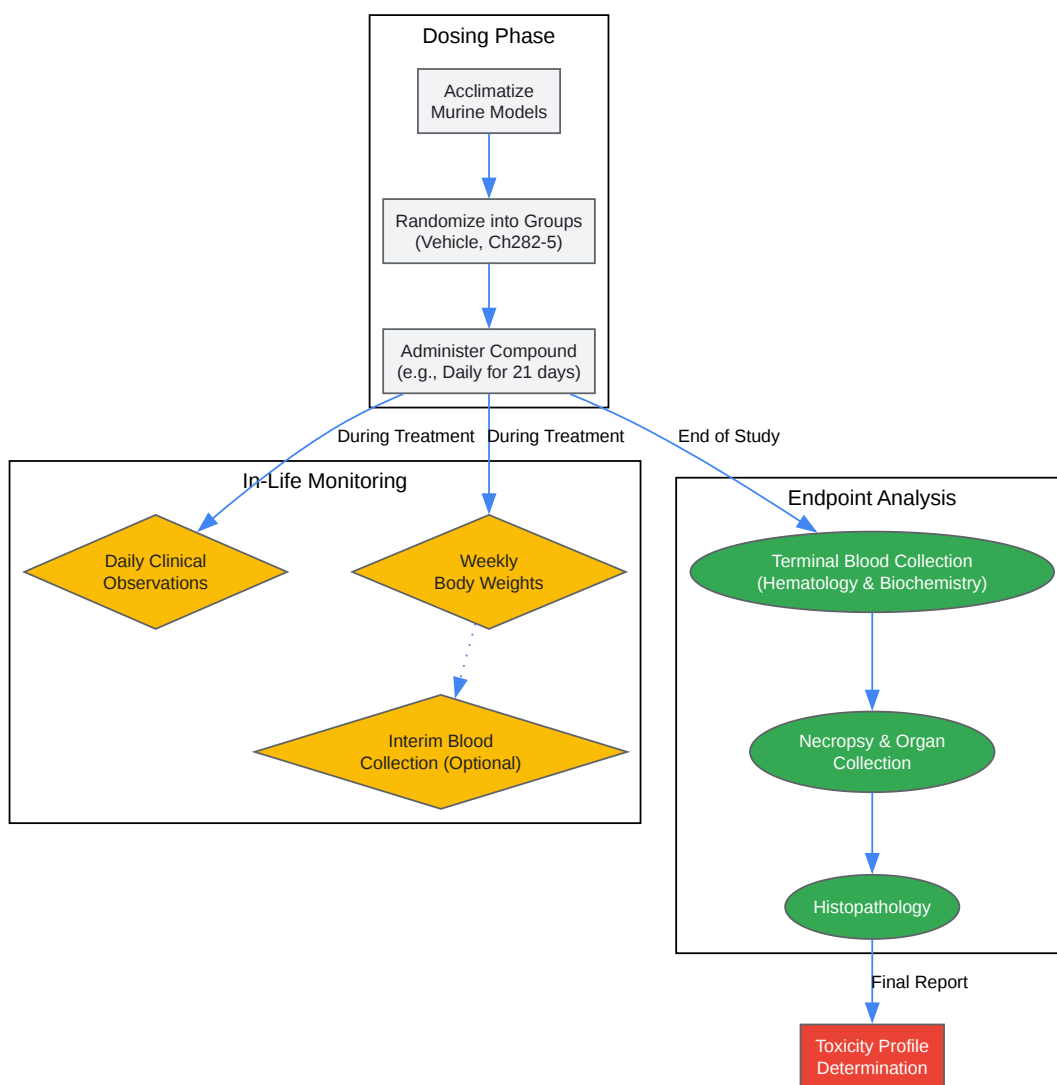 Dosing Phase
Acclimatize
Murine Models
Randomize into Groups
(Vehicle, Ch282-5)
Administer Compound
(e.g., Daily for 21 days)
During Treatment
During Treatment
End of Study
In-Life Monitoring
Daily Clinical
Observations
Weekly
Body Weights
Interim Blood
Collection (Optional)
Endpoint Analysis
Terminal Blood Collection
(Hematology & Biochemistry)
Necropsy & Organ
Collection
Histopathology
Final Report
Toxicity Profile
Determination